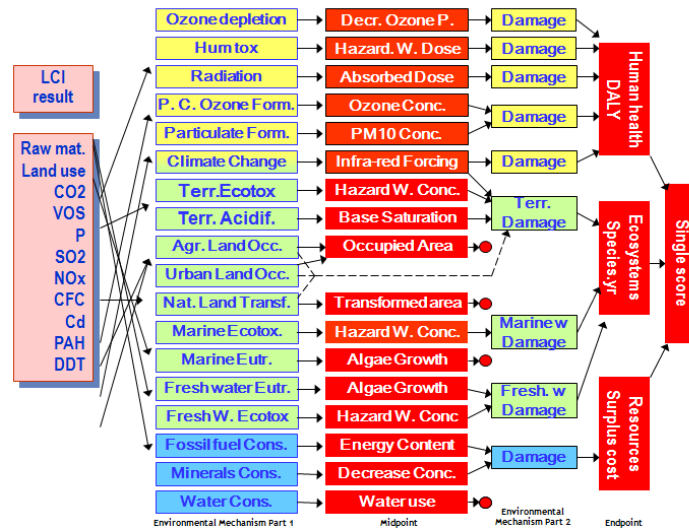 Ozone depletion
Decr. Ozone P.
Damage
Hum tox
Hazard. W. Dose
Damage
Radiation
Absorbed Dose
Damage
P. C. Ozone Form.
Ozone Conc.
Damage
Particulate Form.
PM10 Conc.
Climate Change
Infra-red Forcing
Damage
Terr.Ecotox
Hazard W. Conc.
Terr.
Damage
Terr. Acidif.
Base Saturation
Agr. Land Occ.
Occupied Area
Urban Land Occ.
Nat. Land Transf.
Transformed area
Marine Ecotox.
Hazard W. Conc.
Marine w
Damage
Marine Eutr.
Algae Growth
Freshwater Eutr.
Algae Growth
Fresh. w
Damage
Fresh W. Ecotox
Hazard W. Conc
Fossil fuel Cons.
Energy Content
Damage
Minerals Cons.
Decrease Conc.
Water Cons.
Water use
LCI
result
Raw mat.
Land use
CO2
VOS
P
SO2
NOx
CFC
Cd
PAH
DDT
Human health
DALY
Ecosystems
Species.yr
Resources
Surplus cost
Single score
Environmental Mechanism Part 1
Midpoint
Environmental
Mechanism Part 2
Endpoint